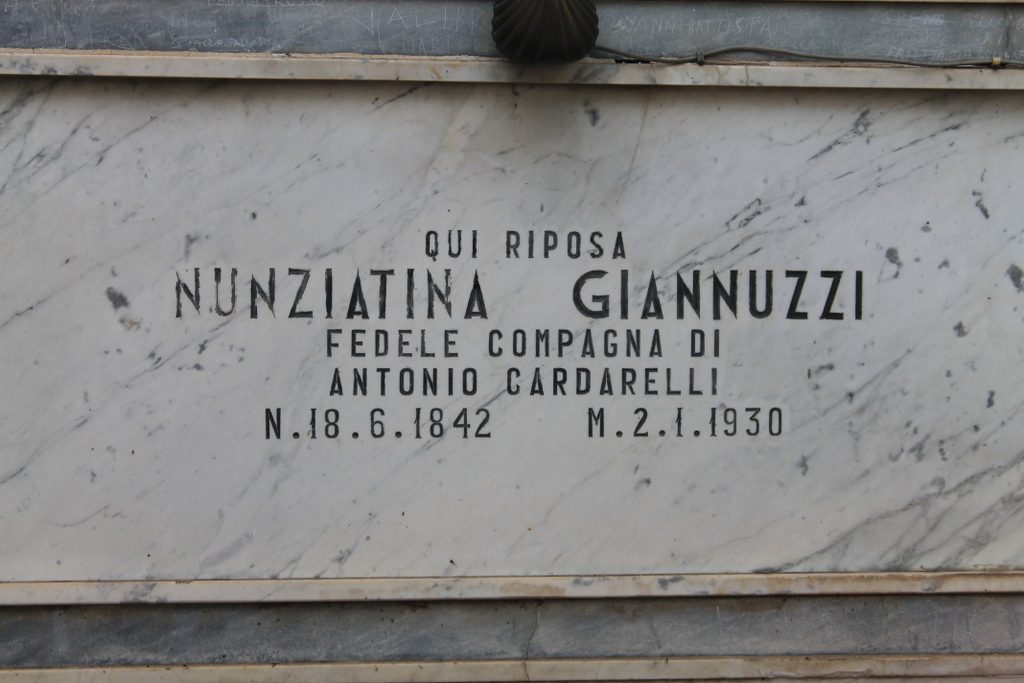 QUI RIPOSA
NUNZIATINA GIANNUZZI
FEDELE COMPAGNA DI
ANTONIO CARDARELLI
N.18.6.1842 M.2.1.1930